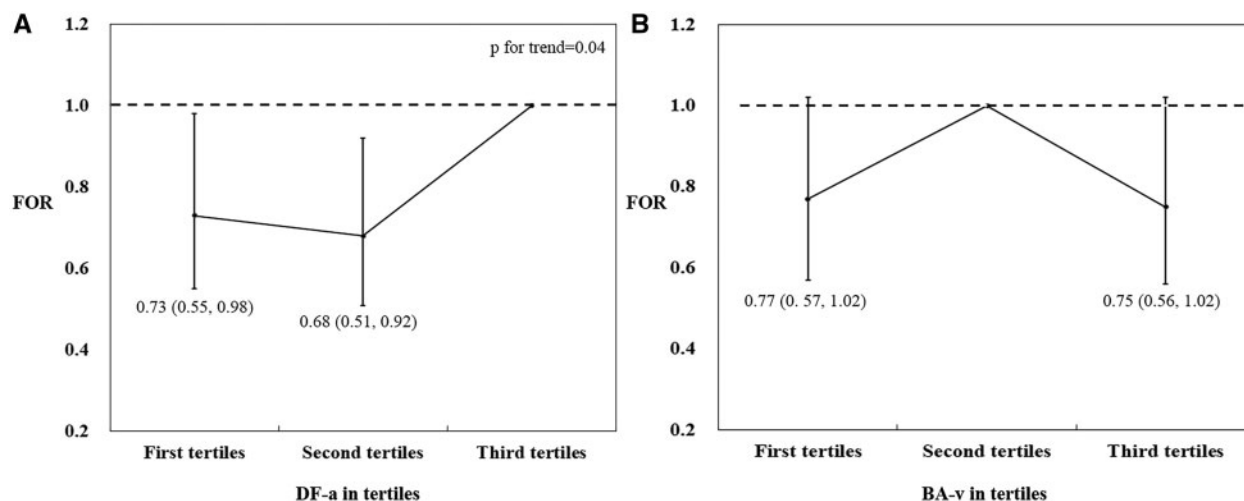 A
1.2
p for trend=0.04
1.0
0.8
FOR
0.6
0.73 (0.55, 0.98)
0.68 (0.51, 0.92)
0.4
0.2
First tertiles
Second tertiles
Third tertiles
DF-a in tertiles
B
1.2
1.0
0.8
FOR
0.6
0.77 (0. 57, 1.02)
0.75 (0.56, 1.02)
0.4
0.2
First tertiles
Second tertiles
Third tertiles
BA-v in tertiles